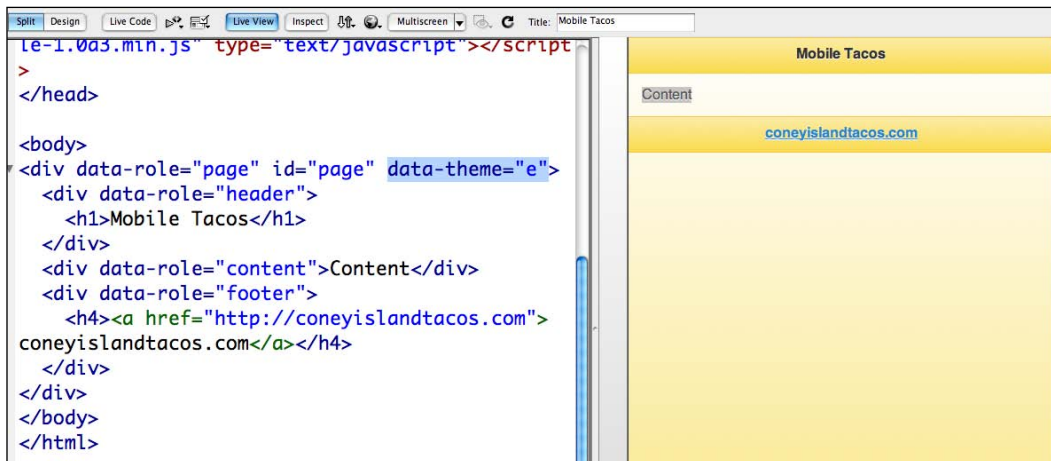 Split Design Live Code Live View Inspect Multiscreen Title: Mobile Tacos
le-1.0a3.min.js" type="text/javascript"></script
>
</head>
<body>
<div data-role="page" id="page" data-theme="e">
<div data-role="header">
<h1>Mobile Tacos</h1>
</div>
<div data-role="content">Content</div>
<div data-role="footer">
<h4><a href="http://coneyislandtacos.com">
coneyislandtacos.com</a></h4>
</div>
</div>
</body>
</html>
Mobile Tacos
Content
coneyislandtacos.com